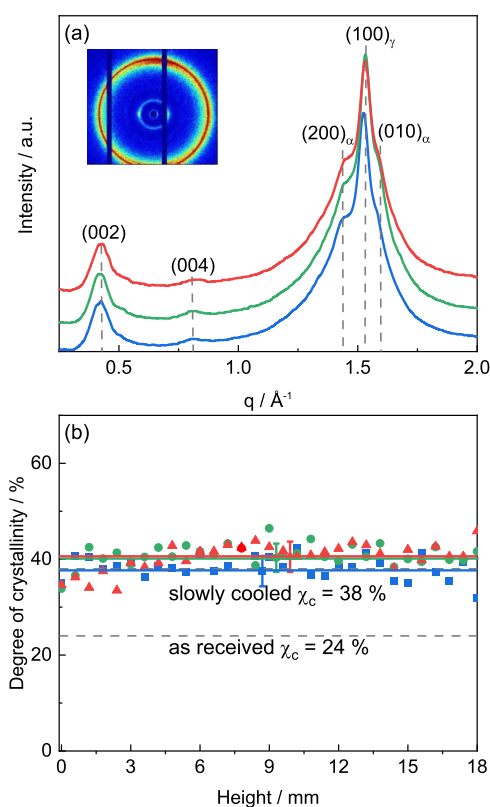 (a)
(100)γ
(200)α
(010)α
(002)
(004)
Intensity / a.u.
0.5
1.0
1.5
2.0
q / Å⁻¹
(b)
60
40
20
0
Degree of crystallinity / %
slowly cooled χc = 38 %
as received χc = 24 %
0
3
6
9
12
15
18
Height / mm